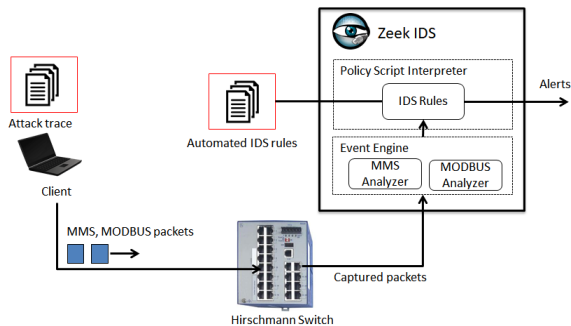 Zeek IDS
Policy Script Interpreter
IDS Rules
Alerts
Attack trace
Automated IDS rules
Event Engine
MMS
Analyzer
MODBUS
Analyzer
Client
MMS, MODBUS packets
Captured packets
Hirschmann Switch